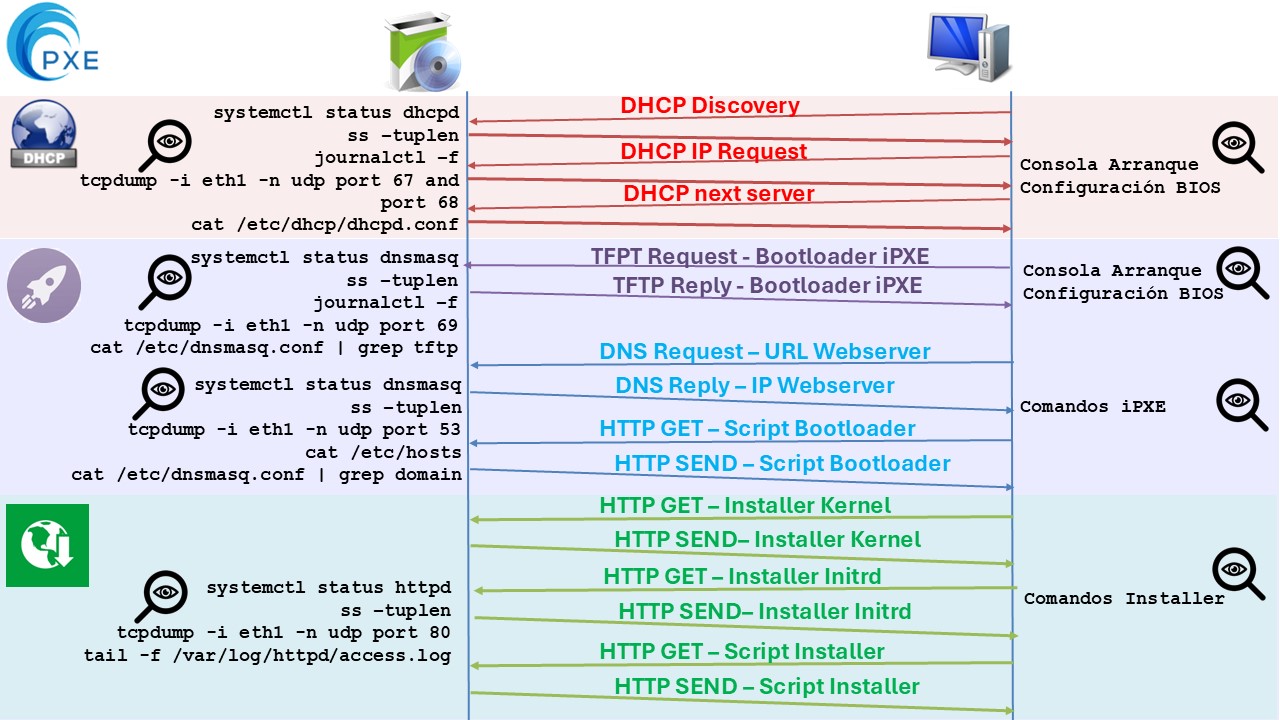 PXE
DHCP
systemctl status dhcpd
ss –tuplen
journalctl –f
tcpdump -i eth1 -n udp port 67 and
port 68
cat /etc/dhcp/dhcpd.conf
DHCP Discovery
DHCP IP Request
DHCP next server
Consola Arranque
Configuración BIOS
systemctl status dnsmasq
ss –tuplen
journalctl –f
tcpdump -i eth1 -n udp port 69
cat /etc/dnsmasq.conf | grep tftp
TFPT Request - Bootloader iPXE
TFTP Reply - Bootloader iPXE
Consola Arranque
Configuración BIOS
systemctl status dnsmasq
ss –tuplen
tcpdump -i eth1 -n udp port 53
cat /etc/hosts
cat /etc/dnsmasq.conf | grep domain
DNS Request – URL Webserver
DNS Reply – IP Webserver
HTTP GET – Script Bootloader
HTTP SEND – Script Bootloader
Comandos iPXE
systemctl status httpd
ss –tuplen
tcpdump -i eth1 -n udp port 80
tail -f /var/log/httpd/access.log
HTTP GET – Installer Kernel
HTTP SEND– Installer Kernel
HTTP GET – Installer Initrd
HTTP SEND– Installer Initrd
HTTP GET – Script Installer
HTTP SEND – Script Installer
Comandos Installer